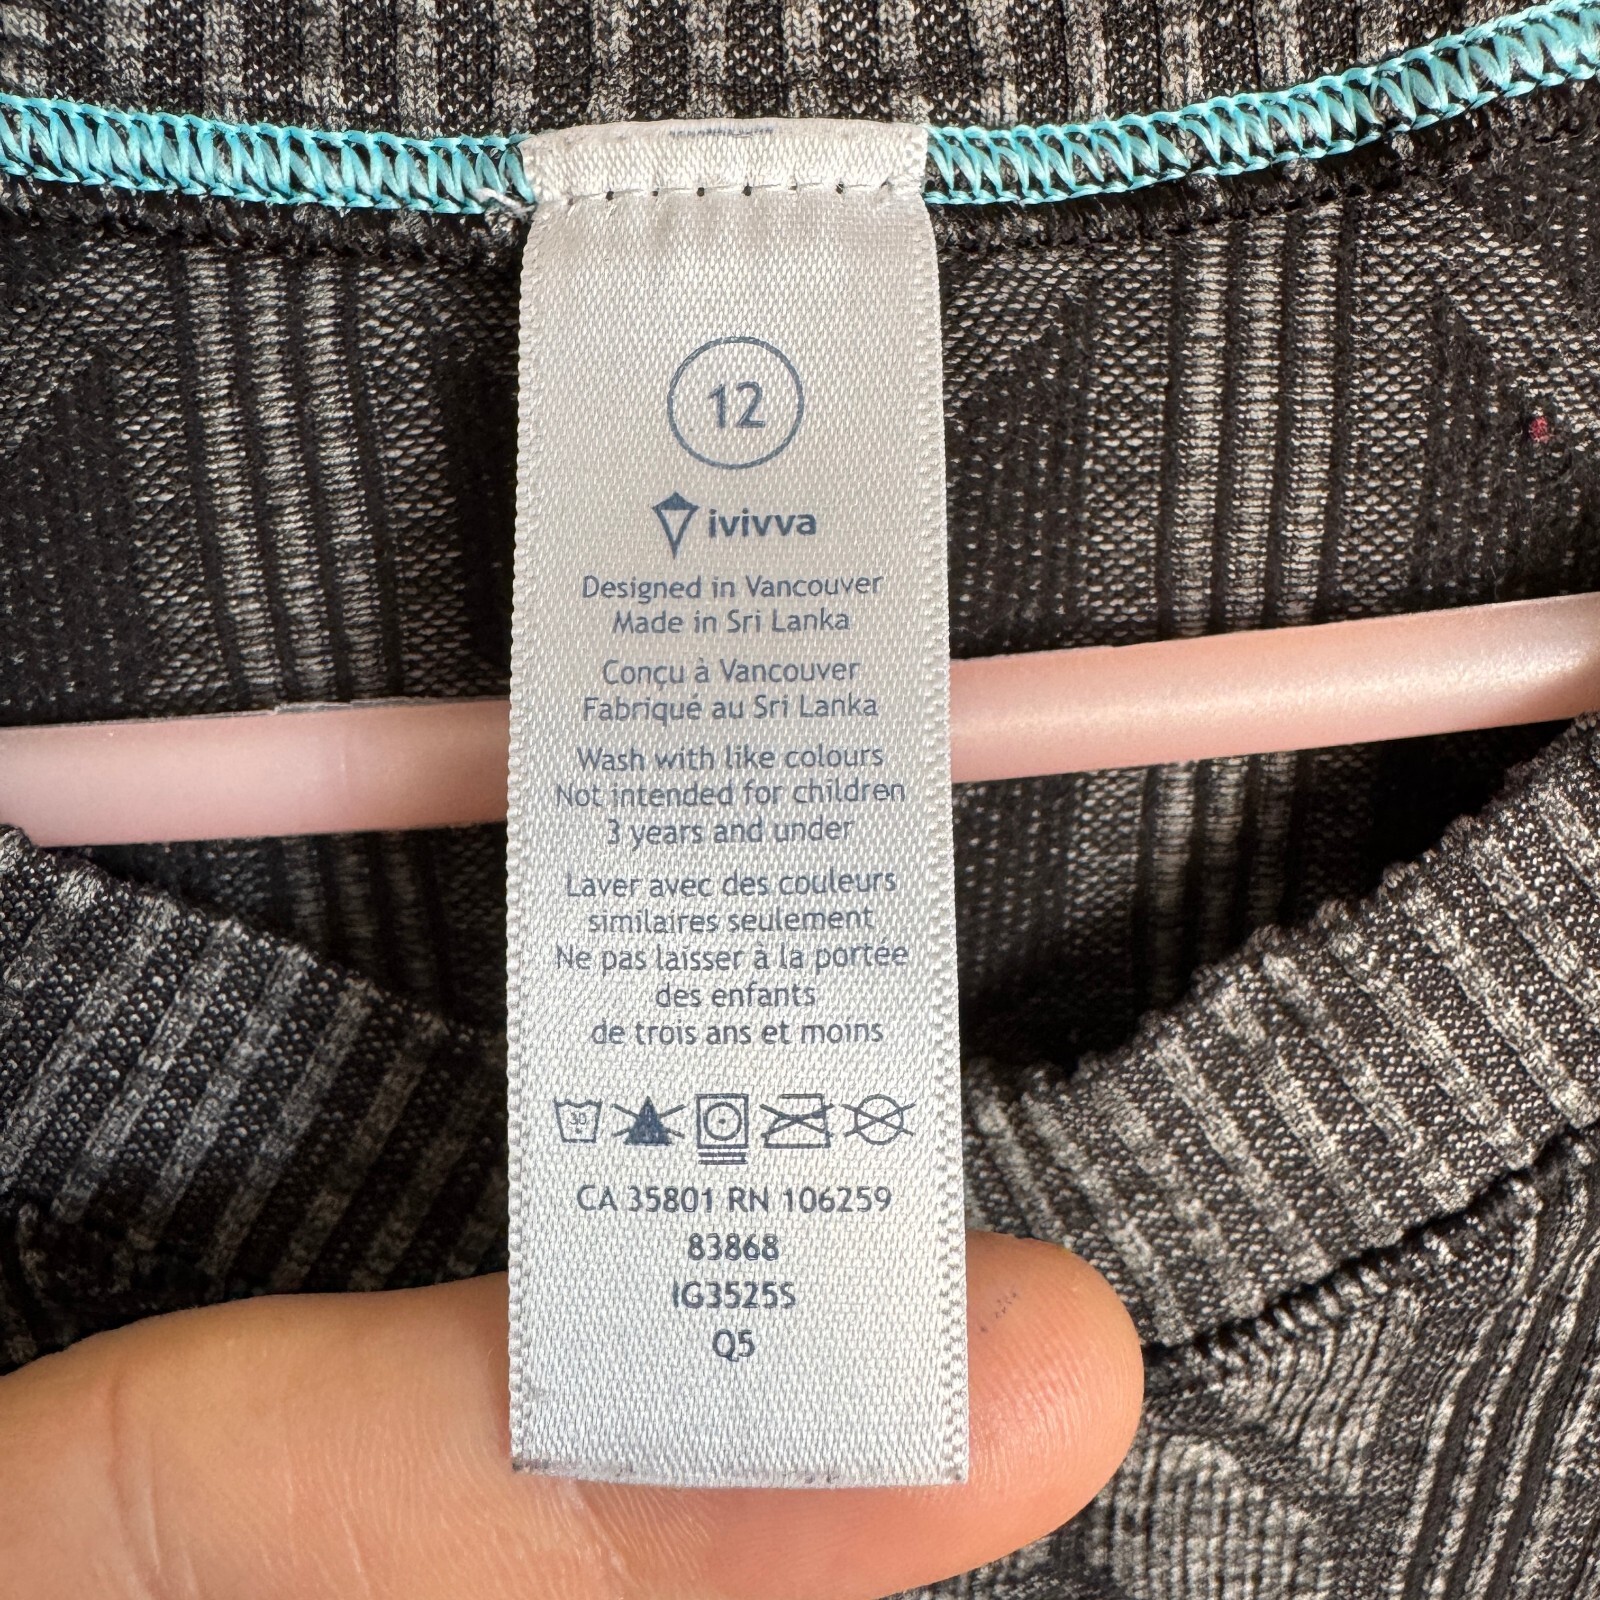 12
ivivva
Designed in Vancouver
Made in Sri Lanka
Conçu à Vancouver
Fabriqué au Sri Lanka
Wash with like colours
Not intended for children
3 years and under
Laver avec des couleurs
similaires seulement
Ne pas laisser à la portée
des enfants
de trois ans et moins
30
CA 35801 RN 106259
83868
IG3525S
Q5